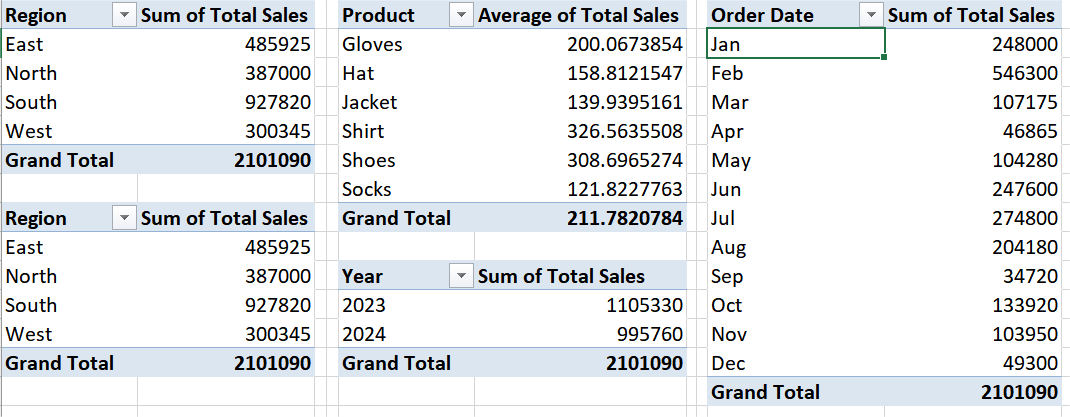 Region Sum of Total Sales
East 485925
North 387000
South 927820
West 300345
Grand Total 2101090
Region Sum of Total Sales
East 485925
North 387000
South 927820
West 300345
Grand Total 2101090
Product Average of Total Sales
Gloves 200.0673854
Hat 158.8121547
Jacket 139.9395161
Shirt 326.5635508
Shoes 308.6965274
Socks 121.8227763
Grand Total 211.7820784
Year Sum of Total Sales
2023 1105330
2024 995760
Grand Total 2101090
Order Date Sum of Total Sales
Jan 248000
Feb 546300
Mar 107175
Apr 46865
May 104280
Jun 247600
Jul 274800
Aug 204180
Sep 34720
Oct 133920
Nov 103950
Dec 49300
Grand Total 2101090